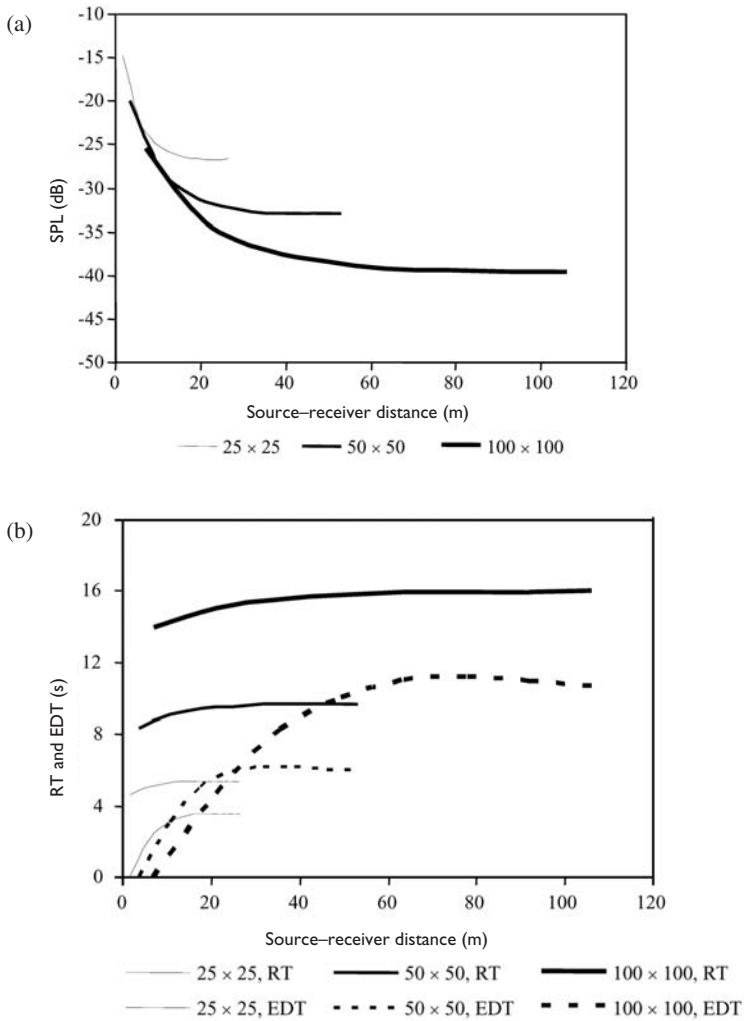 (a)
SPL (dB)
-10
-15
-20
-25
-30
-35
-40
-45
-50
0 20 40 60 80 100 120
Source–receiver distance (m)
25 × 25 50 × 50 100 × 100
(b)
RT and EDT (s)
20
16
12
8
4
0
0 20 40 60 80 100 120
Source–receiver distance (m)
25 × 25, RT 50 × 50, RT 100 × 100, RT
25 × 25, EDT 50 × 50, EDT 100 × 100, EDT